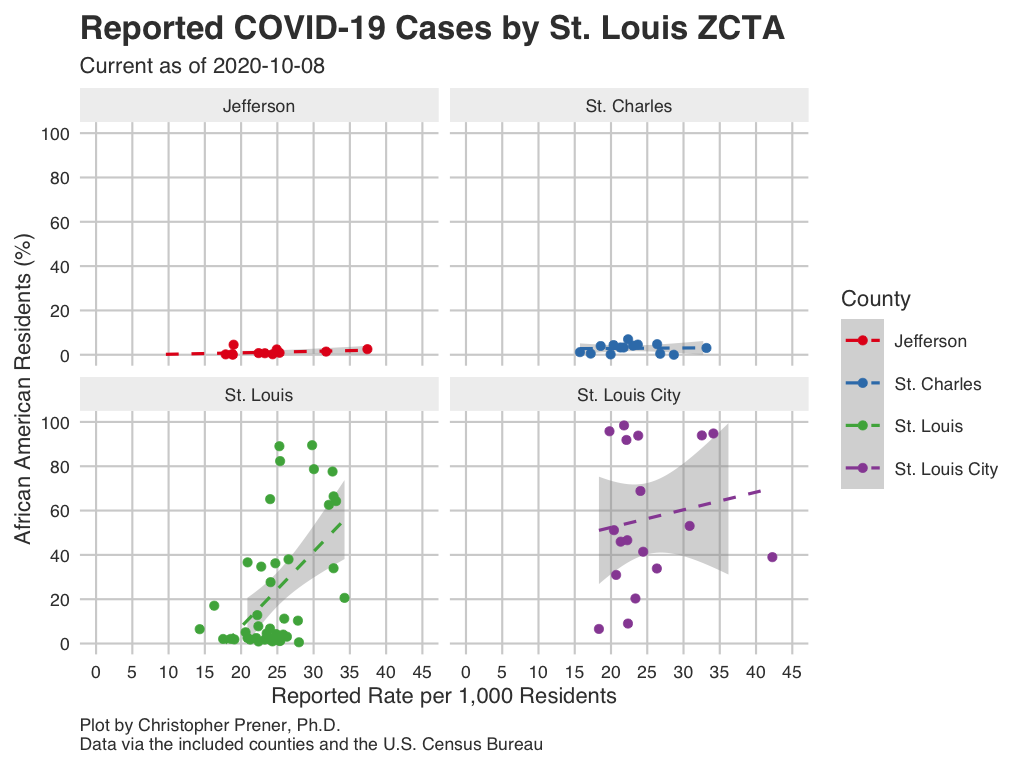 Reported COVID-19 Cases by St. Louis ZCTA
Current as of 2020-10-08
Jefferson
St. Charles
100
80
60
40
20
0
St. Louis
St. Louis City
100
80
60
40
20
0
African American Residents (%)
0 5 10 15 20 25 30 35 40 45
0 5 10 15 20 25 30 35 40 45
Reported Rate per 1,000 Residents
County
Jefferson
St. Charles
St. Louis
St. Louis City
Plot by Christopher Prener, Ph.D.
Data via the included counties and the U.S. Census Bureau